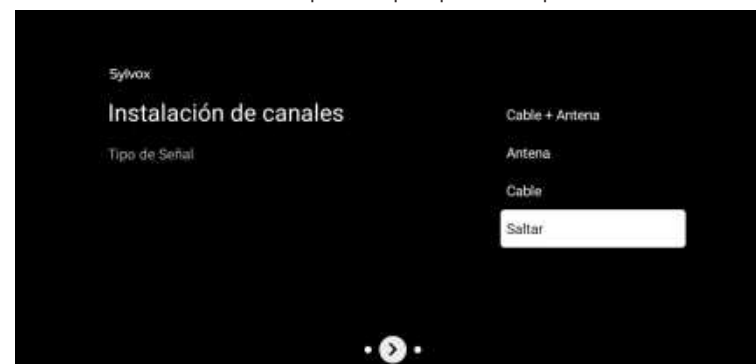 Sylvox
Instalación de canales
Tipo de Señal
Cable + Antena
Antena
Cable
Saltar